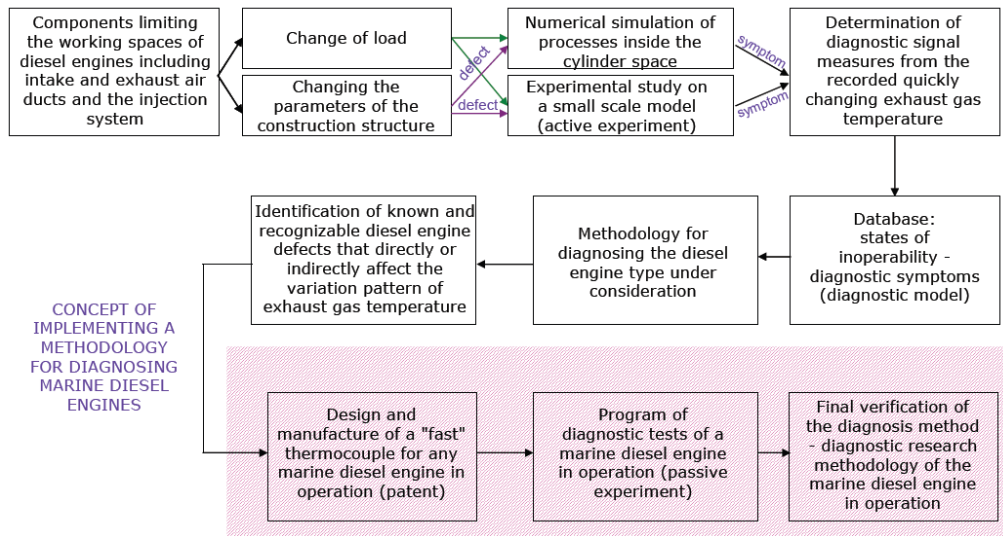 Components limiting
the working spaces of
diesel engines including
intake and exhaust air
ducts and the injection
system
Change of load
Changing the
parameters of the
construction structure
defect
defect
Numerical simulation of
processes inside the
cylinder space
Experimental study on
a small scale model
(active experiment)
symptom
symptom
Determination of
diagnostic signal
measures from the
recorded quickly
changing exhaust gas
temperature
Database:
states of
inoperability -
diagnostic symptoms
(diagnostic model)
Methodology for
diagnosing the diesel
engine type under
consideration
Identification of known and
recognizable diesel engine
defects that directly or
indirectly affect the
variation pattern of
exhaust gas temperature
CONCEPT OF
IMPLEMENTING A
METHODOLOGY
FOR DIAGNOSING
MARINE DIESEL
ENGINES
Design and
manufacture of a "fast"
thermocouple for any
marine diesel engine in
operation (patent)
Program of
diagnostic tests of a
marine diesel engine
in operation (passive
experiment)
Final verification of
the diagnosis method
- diagnostic research
methodology of the
marine diesel engine
in operation